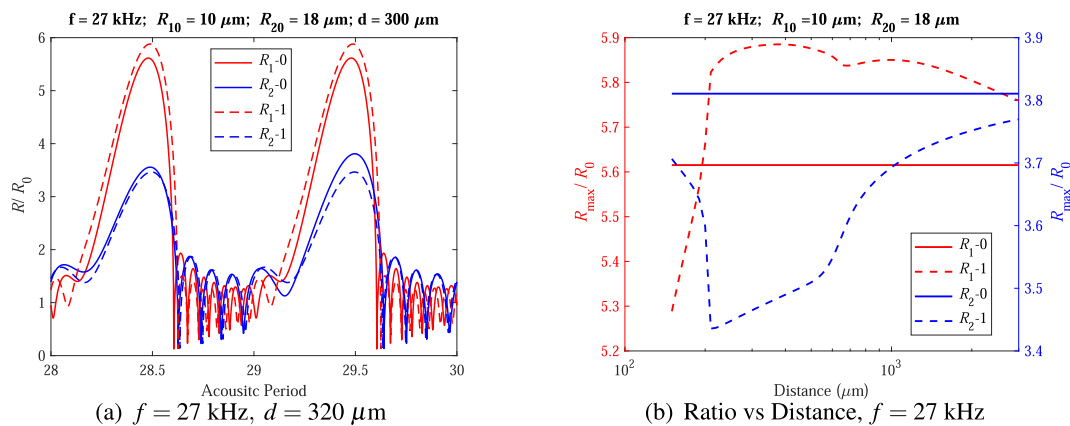 f = 27 kHz; R10 = 10 μm; R20 = 18 μm; d = 300 μm
6
5
4
3
2
1
0
R/ R0
R1-0
R2-0
R1-1
R2-1
28
28.5
29
29.5
30
Acousitc Period
(a) f = 27 kHz, d = 320 μm
f = 27 kHz; R10 =10 μm; R20 = 18 μm
5.9
5.8
5.7
5.6
5.5
5.4
5.3
5.2
Rmax / R0
3.9
3.8
3.7
3.6
3.5
3.4
Rmax / R0
R1-0
R1-1
R2-0
R2-1
10^2
10^3
Distance (μm)
(b) Ratio vs Distance, f = 27 kHz